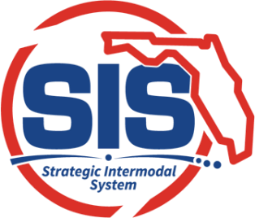 SIS
Strategic Intermodal
System